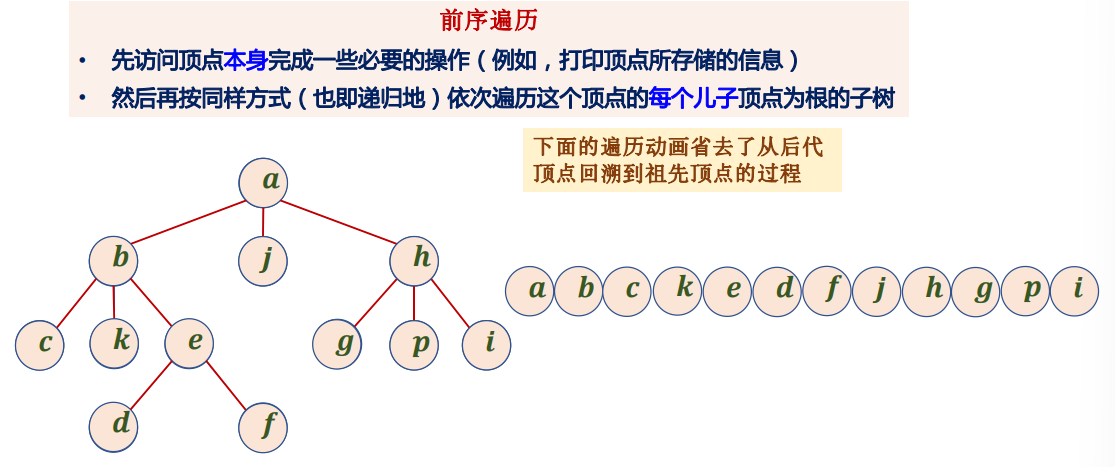 前序遍历
• 先访问顶点本身完成一些必要的操作（例如，打印顶点所存储的信息）
• 然后再按同样方式（也即递归地）依次遍历这个顶点的每个儿子顶点为根的子树
下面的遍历动画省去了从后代
顶点回溯到祖先顶点的过程
a
b j h
c k e g p i
d f
a b c k e d f j h g p i